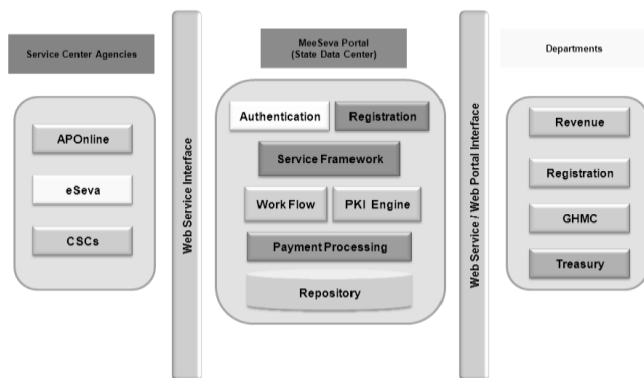 Service Center Agencies
APOnline
eSeva
CSCs
Web Service Interface
MeeSeva Portal
(State Data Center)
Authentication
Registration
Service Framework
Work Flow
PKI Engine
Payment Processing
Repository
Web Service / Web Portal Interface
Departments
Revenue
Registration
GHMC
Treasury